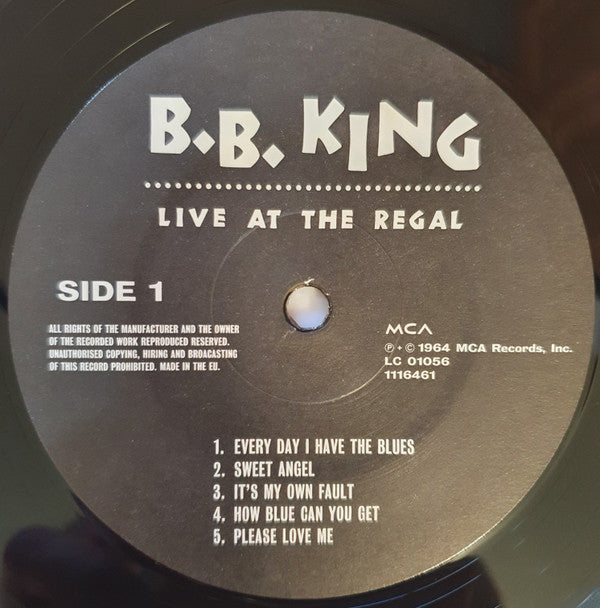 B.B. KING
LIVE AT THE REGAL
SIDE 1
ALL RIGHTS OF THE MANUFACTURER AND THE OWNER
OF THE RECORDED WORK REPRODUCED RESERVED.
UNAUTHORISED COPYING, HIRING AND BROACASTING
OF THIS RECORD PROHIBITED. MADE IN THE EU.
MCA
℗ • © 1964 MCA Records, Inc.
LC 01056
1116461
1. EVERY DAY I HAVE THE BLUES
2. SWEET ANGEL
3. IT'S MY OWN FAULT
4. HOW BLUE CAN YOU GET
5. PLEASE LOVE ME